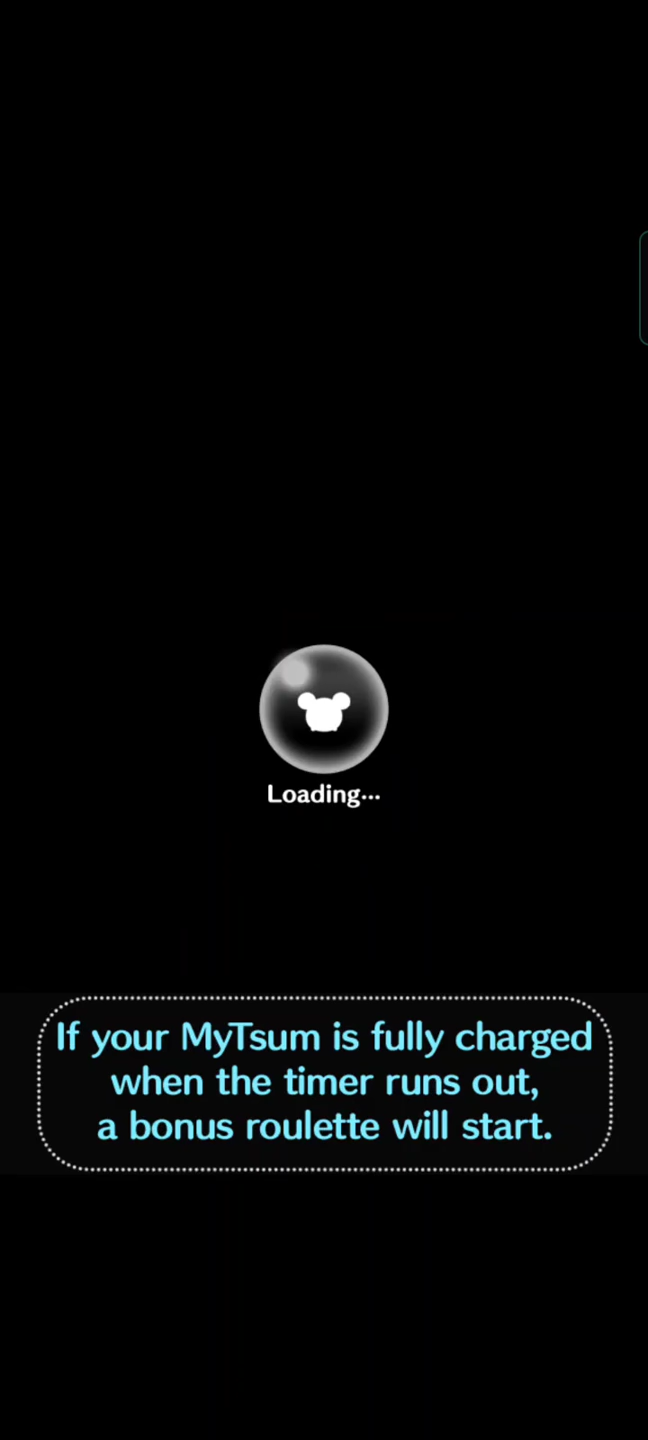 Loading…
If your MyTsum is fully charged
when the timer runs out,
a bonus roulette will start.